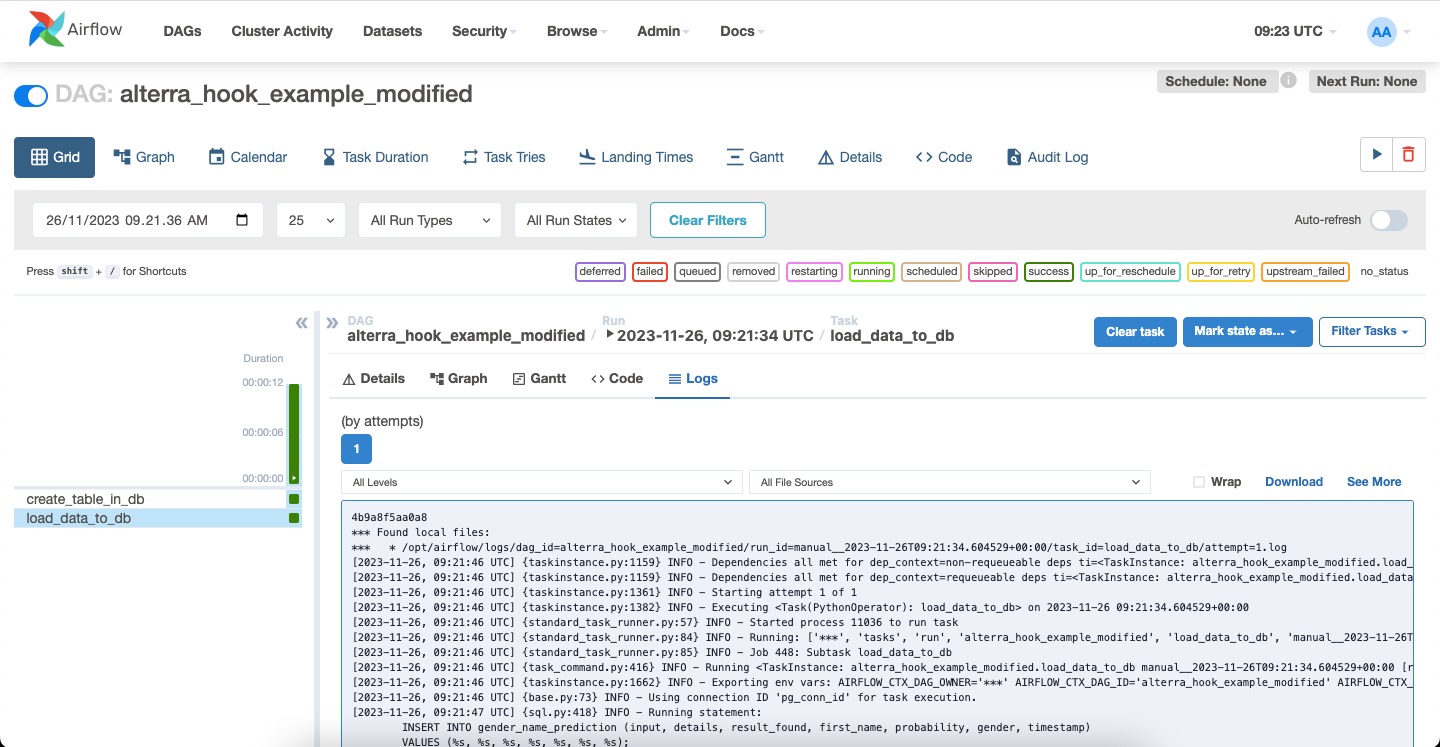 Airflow DAGs Cluster Activity Datasets Security Browse Admin Docs 09:23 UTC AA
Schedule: None Next Run: None
DAG: alterra_hook_example_modified
Grid Graph Calendar Task Duration Task Tries Landing Times Gantt Details Code Audit Log
26/11/2023 09.21.36 AM 25 All Run Types All Run States Clear Filters Auto-refresh
Press shift + / for Shortcuts deferred failed queued removed restarting running scheduled skipped success up_for_reschedule up_for_retry upstream_failed no_status
DAG Run Task
alterra_hook_example_modified / 2023-11-26, 09:21:34 UTC / load_data_to_db Clear task Mark state as... Filter Tasks
Duration
00:00:12
00:00:06
00:00:00
create_table_in_db
load_data_to_db
Details Graph Gantt Code Logs
(by attempts)
1
All Levels All File Sources Wrap Download See More
4b9a8f5aa0a8
*** Found local files:
***   * /opt/airflow/logs/dag_id=alterra_hook_example_modified/run_id=manual__2023-11-26T09:21:34.604529+00:00/task_id=load_data_to_db/attempt=1.log
[2023-11-26, 09:21:46 UTC] {taskinstance.py:1159} INFO - Dependencies all met for dep_context=non-requeueable deps ti=<TaskInstance: alterra_hook_example_modified.load_
[2023-11-26, 09:21:46 UTC] {taskinstance.py:1159} INFO - Dependencies all met for dep_context=requeueable deps ti=<TaskInstance: alterra_hook_example_modified.load_data
[2023-11-26, 09:21:46 UTC] {taskinstance.py:1361} INFO - Starting attempt 1 of 1
[2023-11-26, 09:21:46 UTC] {taskinstance.py:1382} INFO - Executing <Task(PythonOperator): load_data_to_db> on 2023-11-26 09:21:34.604529+00:00
[2023-11-26, 09:21:46 UTC] {standard_task_runner.py:57} INFO - Started process 11036 to run task
[2023-11-26, 09:21:46 UTC] {standard_task_runner.py:84} INFO - Running: ['***', 'tasks', 'run', 'alterra_hook_example_modified', 'load_data_to_db', 'manual__2023-11-26T
[2023-11-26, 09:21:46 UTC] {standard_task_runner.py:85} INFO - Job 448: Subtask load_data_to_db
[2023-11-26, 09:21:46 UTC] {task_command.py:416} INFO - Running <TaskInstance: alterra_hook_example_modified.load_data_to_db manual__2023-11-26T09:21:34.604529+00:00 [r
[2023-11-26, 09:21:46 UTC] {taskinstance.py:1662} INFO - Exporting env vars: AIRFLOW_CTX_DAG_OWNER='***' AIRFLOW_CTX_DAG_ID='alterra_hook_example_modified' AIRFLOW_CTX_
[2023-11-26, 09:21:46 UTC] {base.py:73} INFO - Using connection ID 'pg_conn_id' for task execution.
[2023-11-26, 09:21:47 UTC] {sql.py:418} INFO - Running statement:
INSERT INTO gender_name_prediction (input, details, result_found, first_name, probability, gender, timestamp)
VALUES (%s, %s, %s, %s, %s, %s, %s);